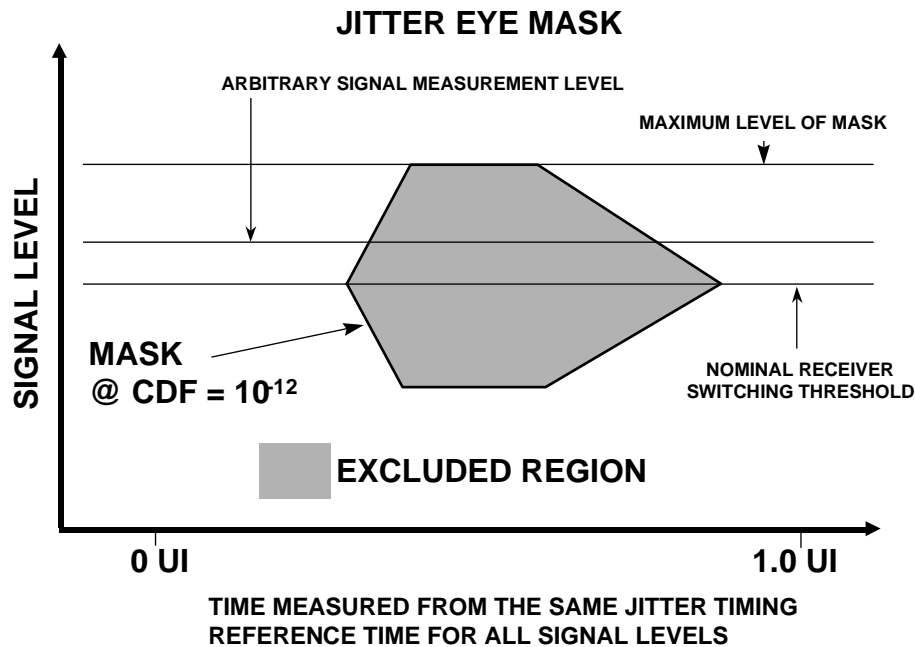 JITTER EYE MASK
ARBITRARY SIGNAL MEASUREMENT LEVEL
MAXIMUM LEVEL OF MASK
SIGNAL LEVEL
MASK
@ CDF = 10-12
NOMINAL RECEIVER
SWITCHING THRESHOLD
EXCLUDED REGION
0 UI
1.0 UI
TIME MEASURED FROM THE SAME JITTER TIMING
REFERENCE TIME FOR ALL SIGNAL LEVELS